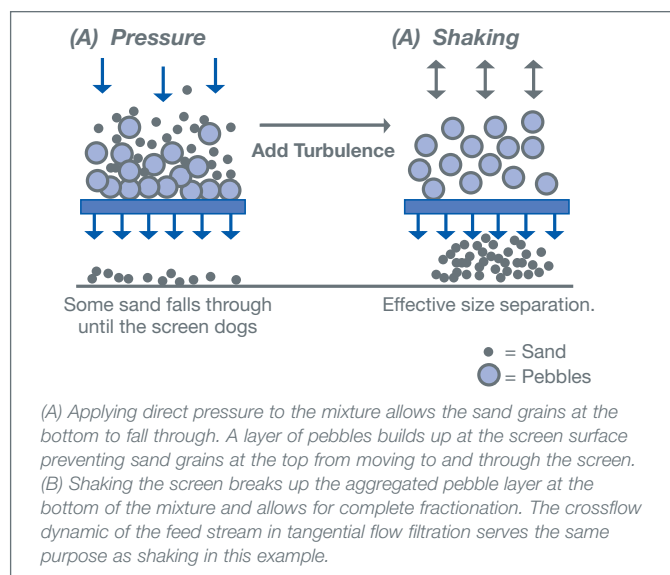 (A) Pressure
(A) Shaking
Add Turbulence
Some sand falls through
until the screen dogs
Effective size separation.
= Sand
= Pebbles
(A) Applying direct pressure to the mixture allows the sand grains at the
bottom to fall through. A layer of pebbles builds up at the screen surface
preventing sand grains at the top from moving to and through the screen.
(B) Shaking the screen breaks up the aggregated pebble layer at the
bottom of the mixture and allows for complete fractionation. The crossflow
dynamic of the feed stream in tangential flow filtration serves the same
purpose as shaking in this example.